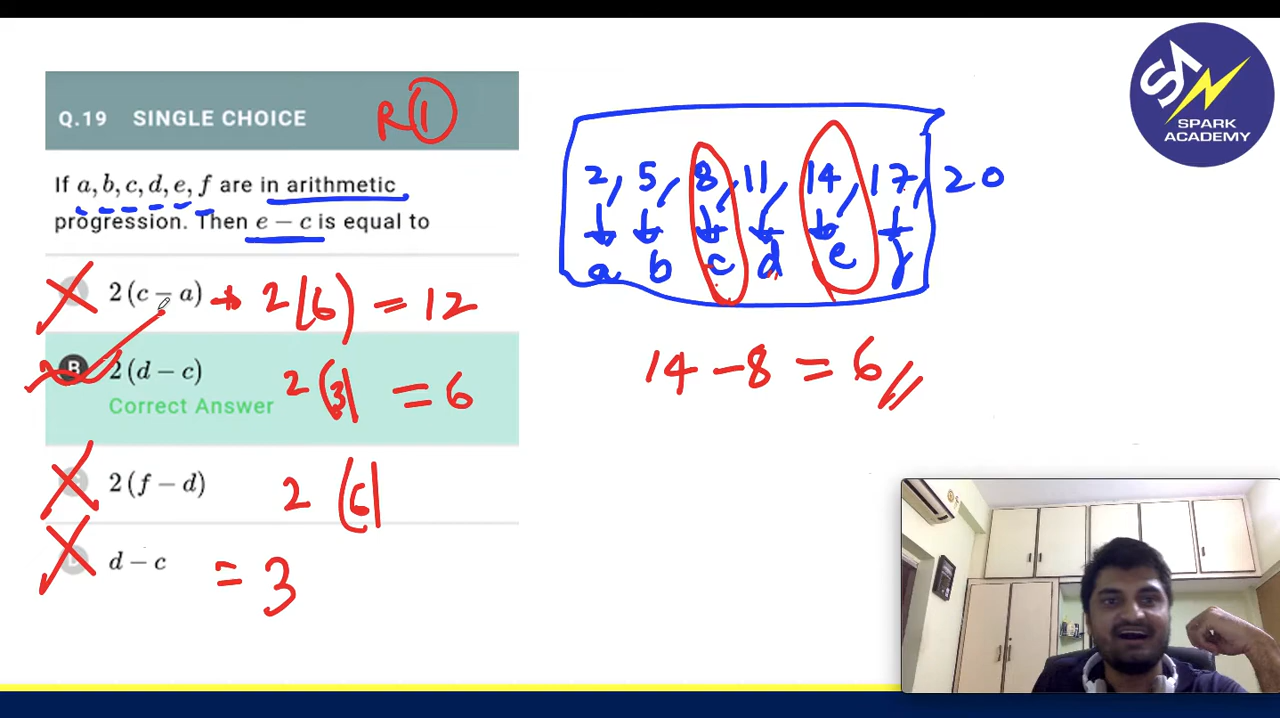 Q.19 SINGLE CHOICE R 1
If a, b, c, d, e, f are in arithmetic
progression. Then e − c is equal to
2 (c − a) → 2(6) = 12
B 2 (d − c) 2(3) = 6
Correct Answer
2 (f − d) 2 (6)
d − c = 3
2, 5, 8, 11, 14, 17, 20
a b c d e f
14 − 8 = 6 //
SPARK
ACADEMY